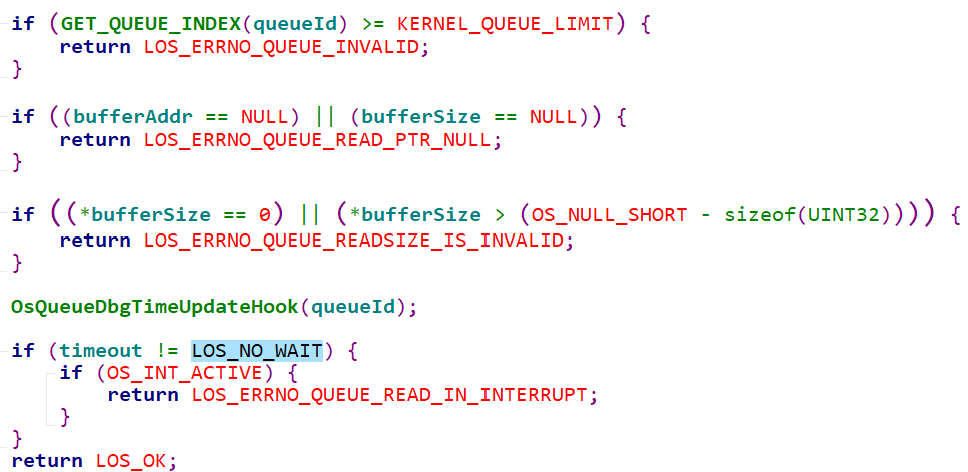 if (GET_QUEUE_INDEX(queueId) >= KERNEL_QUEUE_LIMIT) {
    return LOS_ERRNO_QUEUE_INVALID;
}

if ((bufferAddr == NULL) || (bufferSize == NULL)) {
    return LOS_ERRNO_QUEUE_READ_PTR_NULL;
}

if ((*bufferSize == 0) || (*bufferSize > (OS_NULL_SHORT - sizeof(UINT32)))) {
    return LOS_ERRNO_QUEUE_READSIZE_IS_INVALID;
}

OsQueueDbgTimeUpdateHook(queueId);

if (timeout != LOS_NO_WAIT) {
    if (OS_INT_ACTIVE) {
        return LOS_ERRNO_QUEUE_READ_IN_INTERRUPT;
    }
}
return LOS_OK;